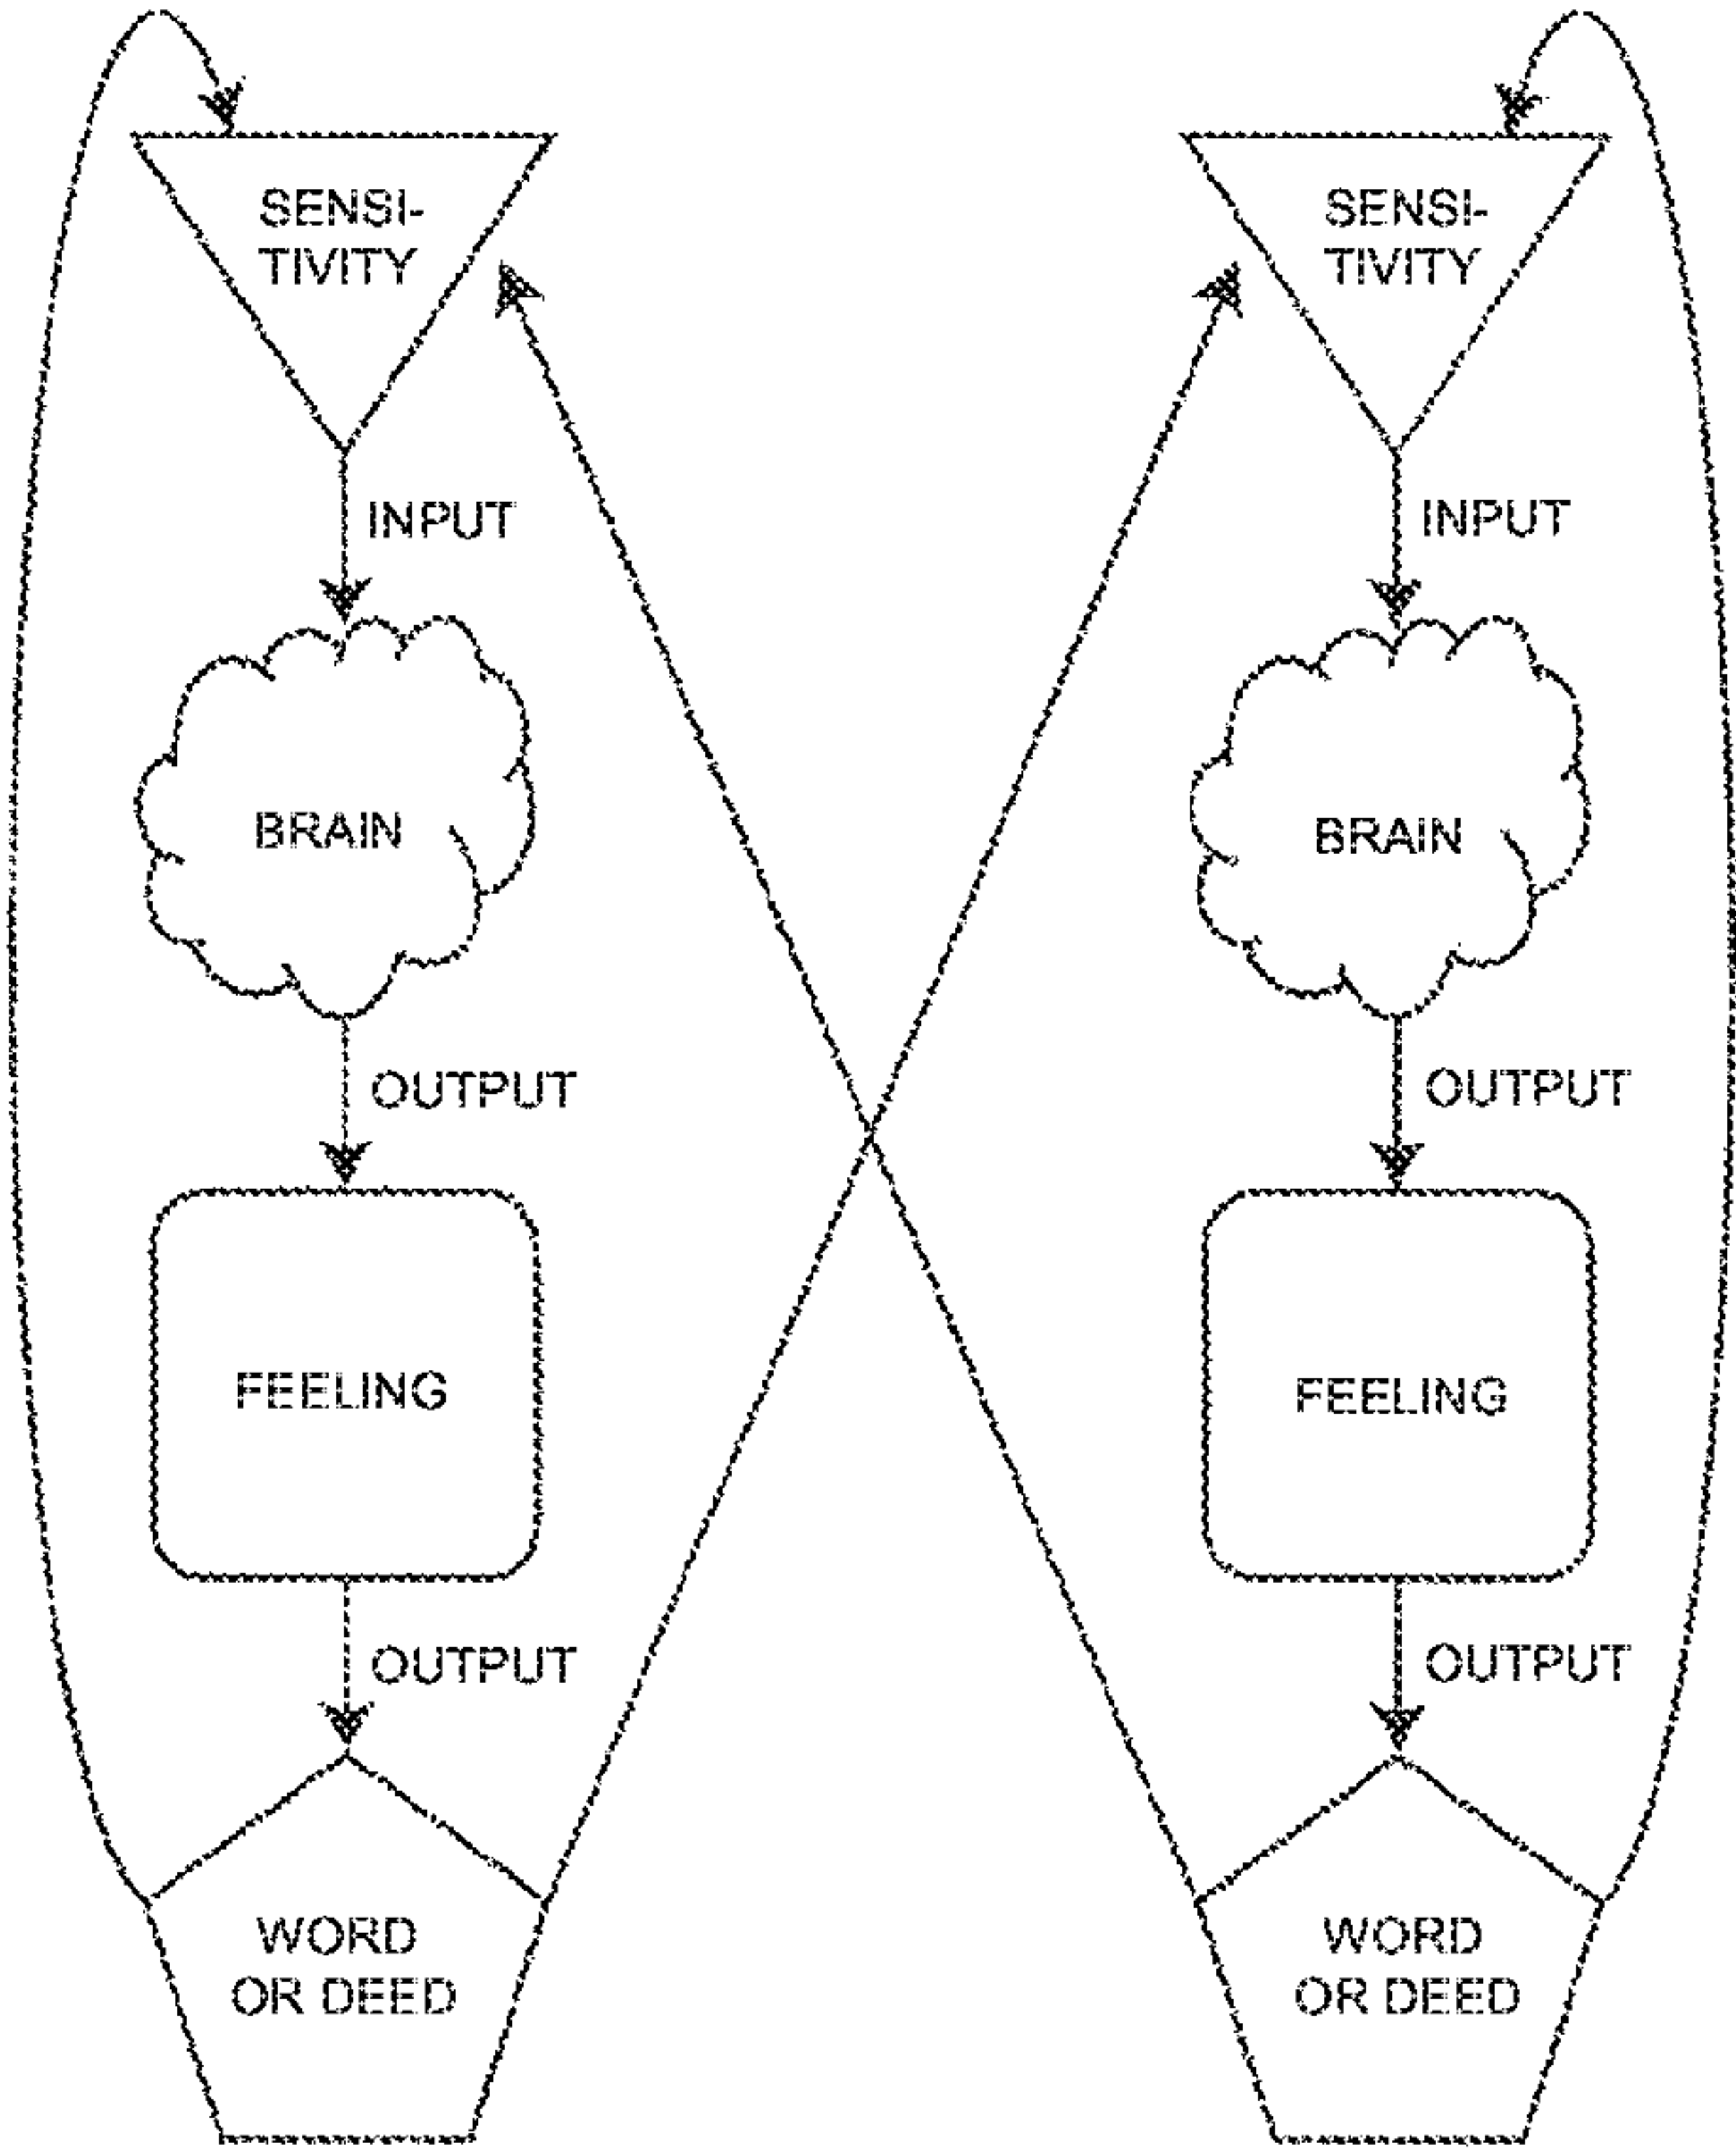 SENSI-
TIVITY
INPUT
BRAIN
OUTPUT
FEELING
OUTPUT
WORD
OR DEED
SENSI-
TIVITY
INPUT
BRAIN
OUTPUT
FEELING
OUTPUT
WORD
OR DEED